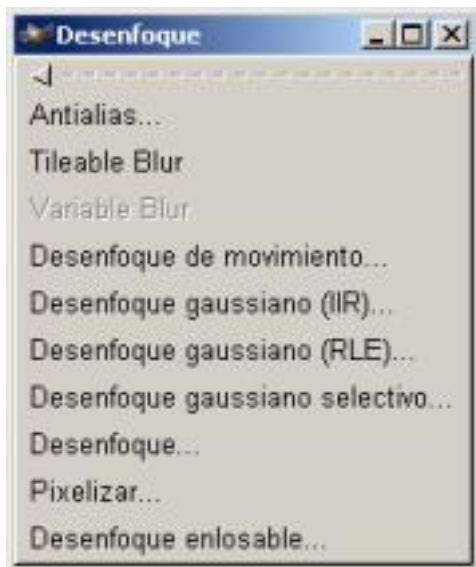 Desenfoque
Antialias...
Tileable Blur
Variable Blur
Desenfoque de movimiento...
Desenfoque gaussiano (IIR)...
Desenfoque gaussiano (RLE)...
Desenfoque gaussiano selectivo...
Desenfoque...
Pixelizar...
Desenfoque enlosable...